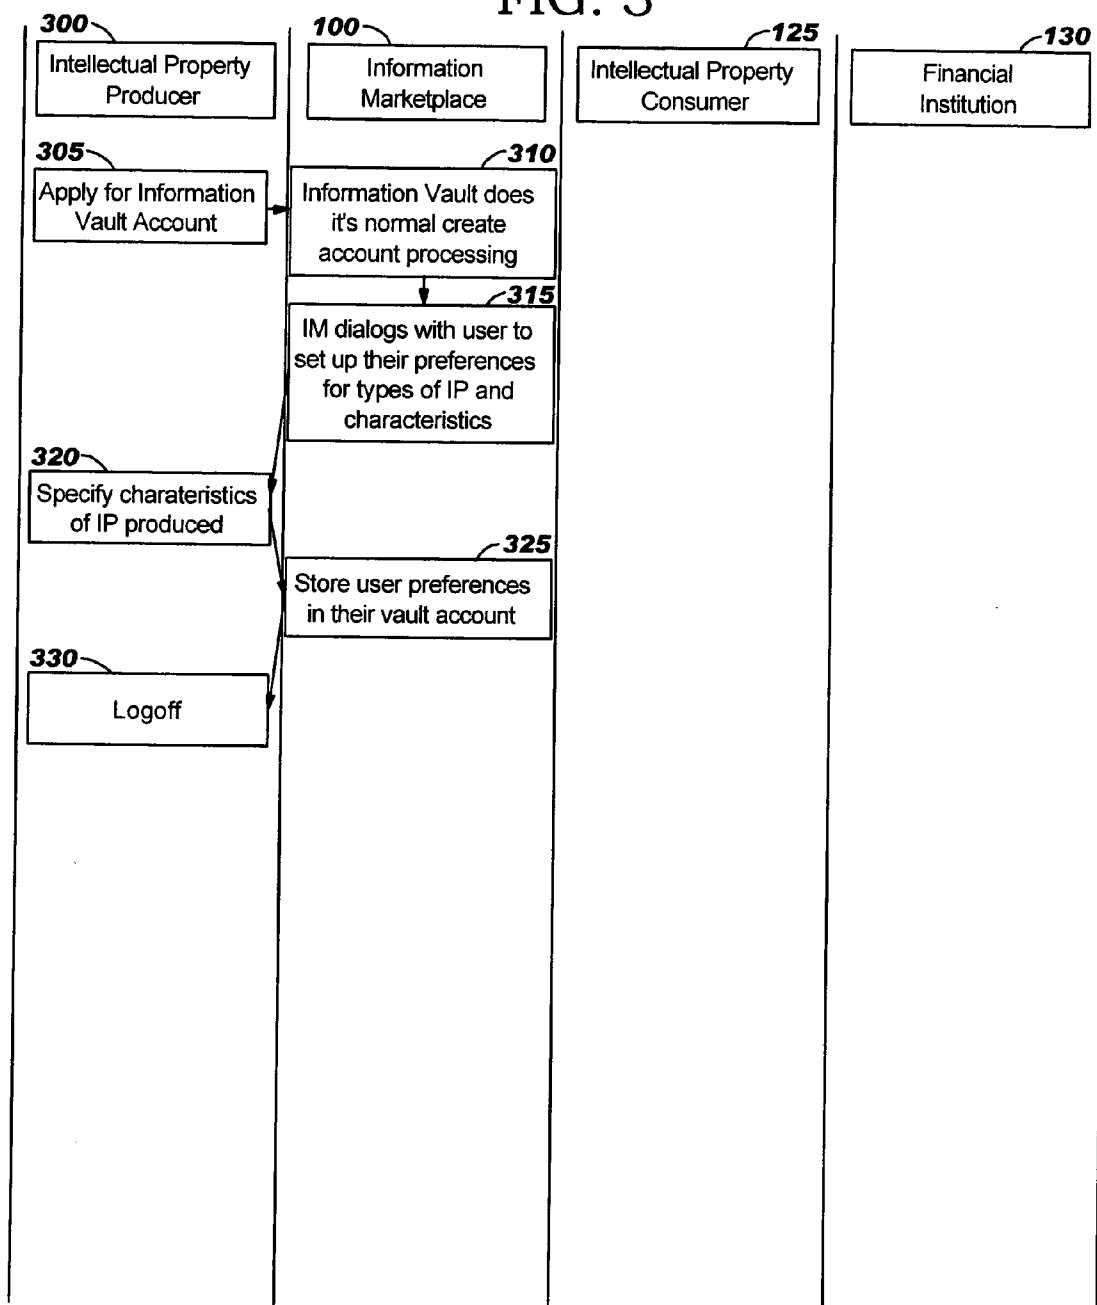 FIG. 3
300
Intellectual Property
Producer
100
Information
Marketplace
125
Intellectual Property
Consumer
130
Financial
Institution
305
Apply for Information
Vault Account
310
Information Vault does
it's normal create
account processing
315
IM dialogs with user to
set up their preferences
for types of IP and
characteristics
320
Specify charateristics
of IP produced
325
Store user preferences
in their vault account
330
Logoff